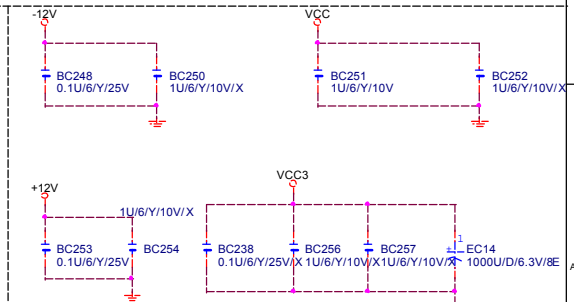 -12V
VCC
BC248
0.1U/6/Y/25V
BC250
1U/6/Y/10V/X
BC251
1U/6/Y/10V
BC252
1U/6/Y/10V/X
+12V
VCC3
1U/6/Y/10V/X
BC253
0.1U/6/Y/25V
BC254
BC238
0.1U/6/Y/25V/X
BC256
1U/6/Y/10V/X
BC257
1U/6/Y/10V/X
1
+
EC14
1000U/D/6.3V/8E
A